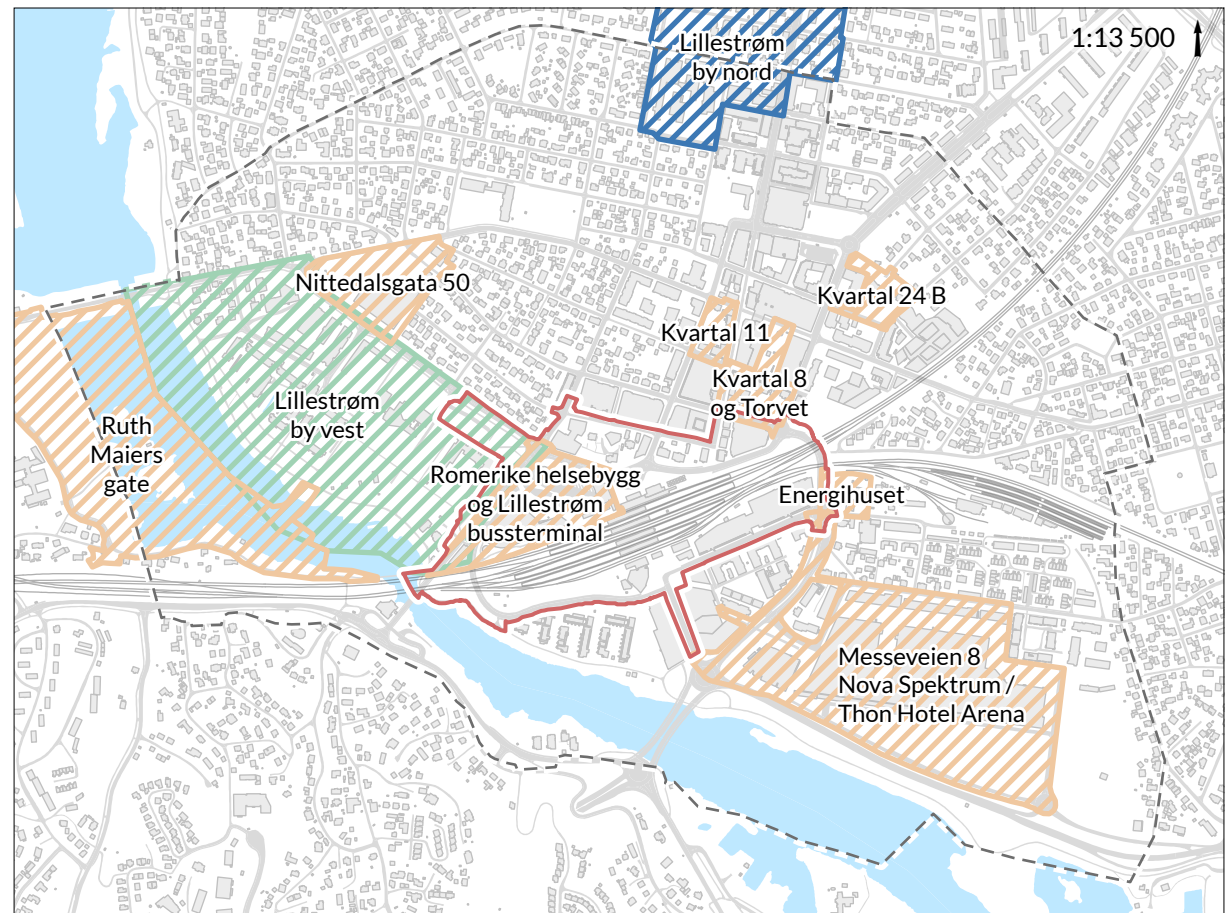 1:13 500
Lillestrøm
by nord
Nittedalsgata 50
Kvartal 24 B
Kvartal 11
Kvartal 8
og Torvet
Lillestrøm
by vest
Ruth
Maiers
gate
Romerike helsebygg
og Lillestrøm
bussterminal
Energihuset
Messeveien 8
Nova Spektrum /
Thon Hotel Arena